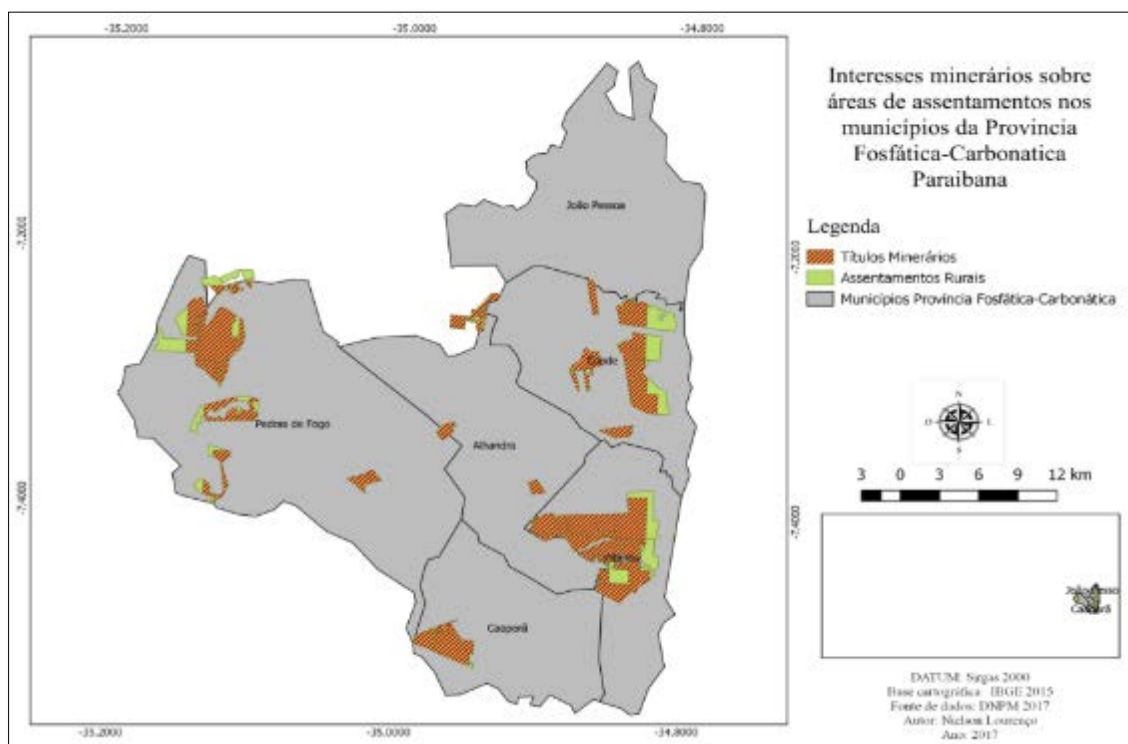 -35.2000 -35.0000 -34.8000
Interesses minerários sobre
áreas de assentamentos nos
municípios da Provincia
Fosfática-Carbonatica
Paraibana
Legenda
Títulos Minerários
Assentamentos Rurais
Municípios Provincia Fosfática-Carbonática
João Pessoa
-7.2000 -7.2000
Pedras de Fogo
Alhandra
N
O L
S
3 0 3 6 9 12 km
-7.4000 -7.4000
Caaporã
João Pesso
Caaporã
DATUM: Sirgas 2000
Base cartográfica: IBGE 2015
Fonte de dados: DNPM 2017
Autor: Nielson Lourenço
Ano: 2017
-35.2000 -35.0000 -34.8000